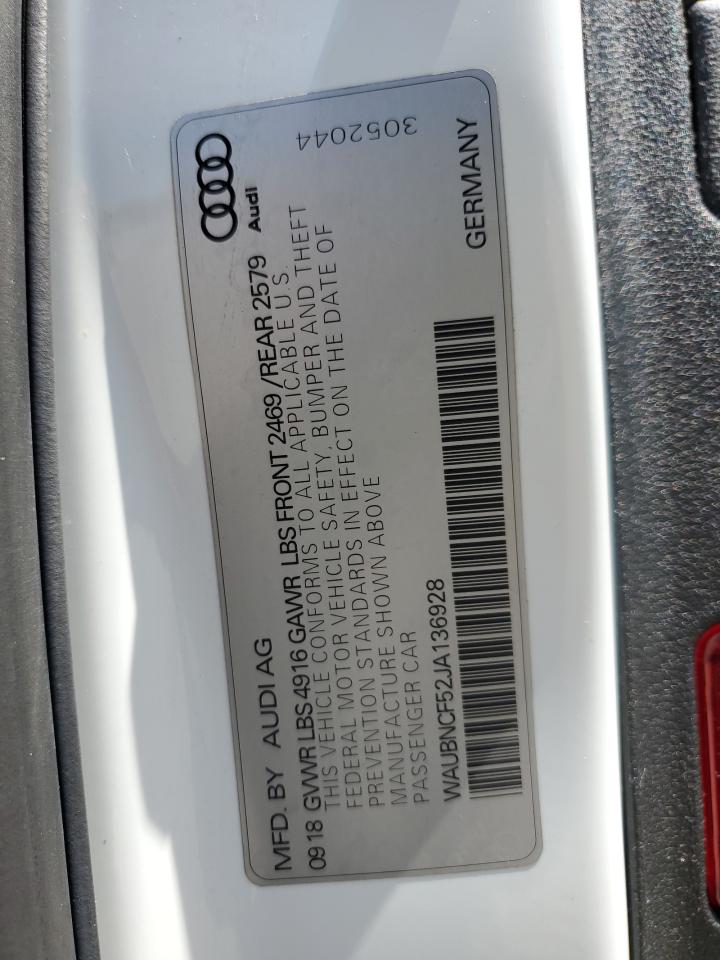 MFD. BY AUDI AG
0918 GVWR LBS 4916 GAWR LBS FRONT 2469 /REAR 2579
THIS VEHICLE CONFORMS TO ALL APPLICABLE U.S.
FEDERAL MOTOR VEHICLE SAFETY, BUMPER AND THEFT
PREVENTION STANDARDS IN EFFECT ON THE DATE OF
MANUFACTURE SHOWN ABOVE
PASSENGER CAR
WAUBNCF52JA136928
Audi
3052044
GERMANY